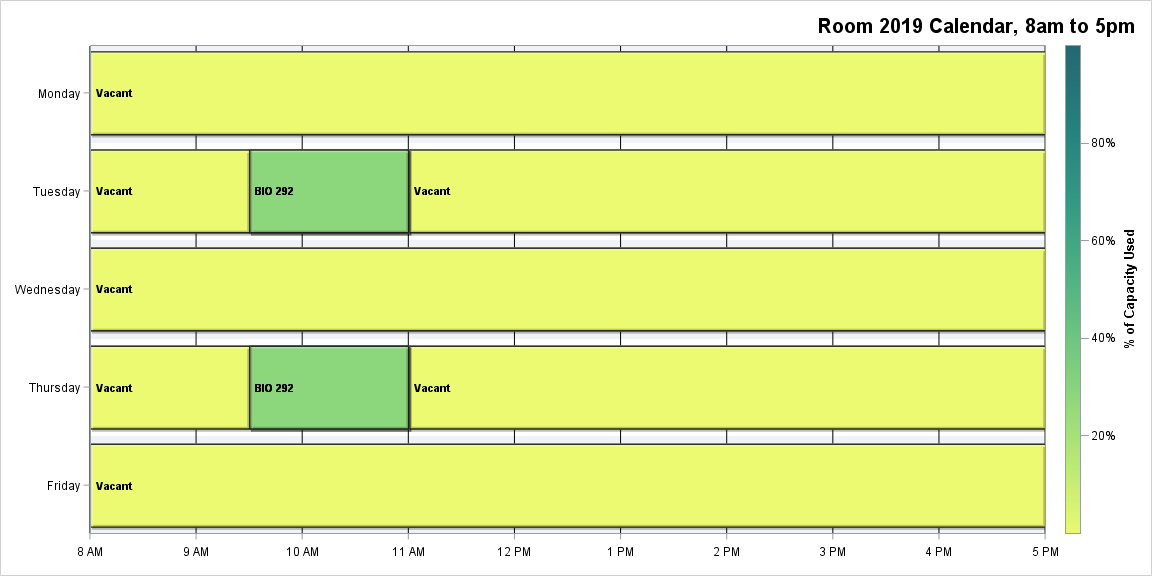 Room 2019 Calendar, 8am to 5pm
Monday
Vacant
Tuesday
Vacant
BIO 292
Vacant
Wednesday
Vacant
Thursday
Vacant
BIO 292
Vacant
Friday
Vacant
8 AM
9 AM
10 AM
11 AM
12 PM
1 PM
2 PM
3 PM
4 PM
5 PM
80%
60%
40%
20%
% of Capacity Used